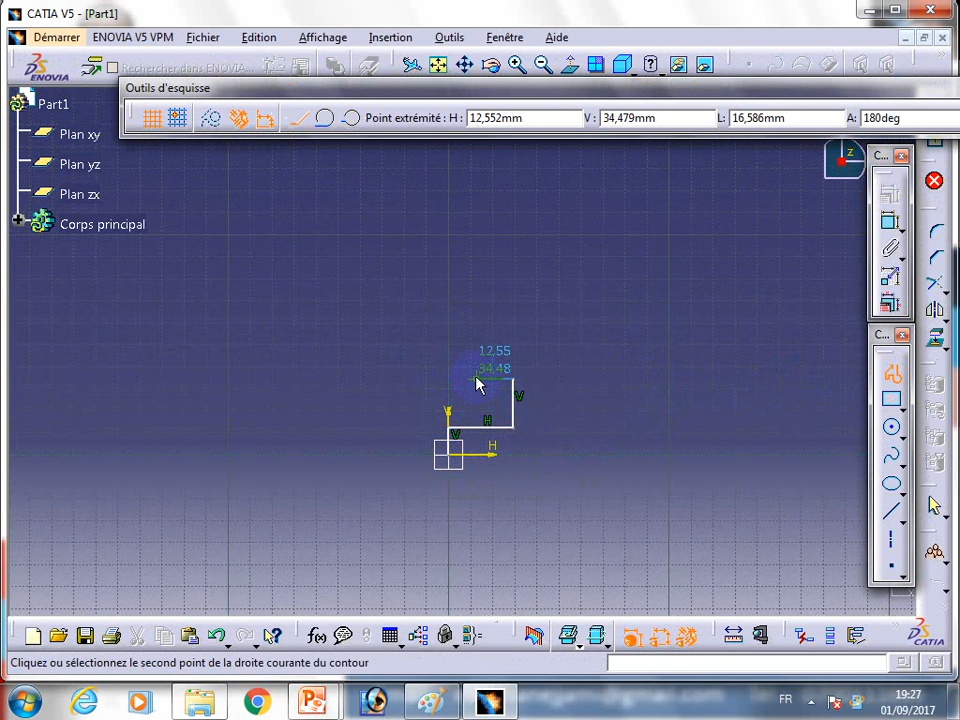 CATIA V5 - [Part1]
Démarrer ENOVIA V5 VPM Fichier Edition Affichage Insertion Outils Fenêtre Aide
ENOVIA Rechercher dans ENOVIA...
Outils d'esquisse
Point extrémité : H : 12,552mm V : 34,479mm L: 16,586mm A: 180deg
Part1
Plan xy
Plan yz
Plan zx
Corps principal
z
C...
C...
12,55
34,48
V
H
V
V
H
f(x)
CATIA
Cliquez ou sélectionnez le second point de la droite courante du contour
FR
19:27
01/09/2017